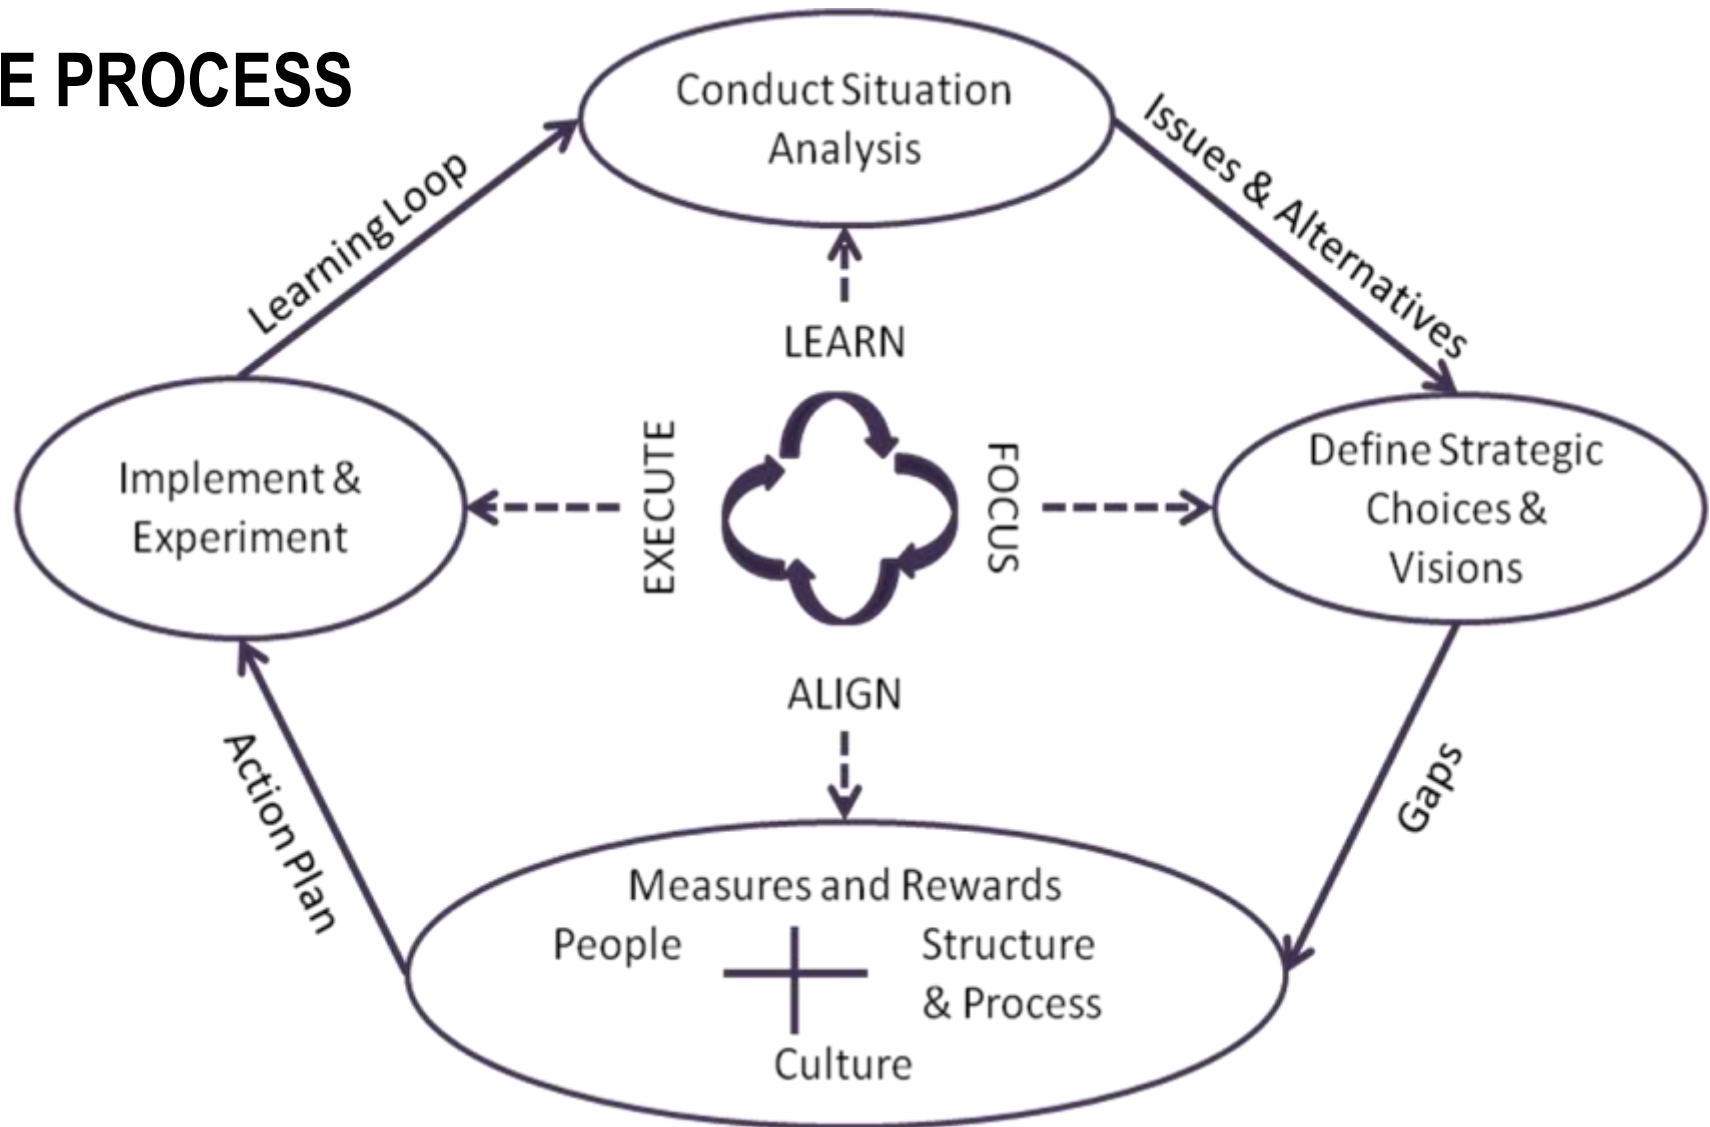 E PROCESS
Conduct Situation
Analysis
Issues & Alternatives
Learning Loop
LEARN
EXECUTE
FOCUS
Implement &
Experiment
Define Strategic
Choices &
Visions
ALIGN
Action Plan
Gaps
Measures and Rewards
People
Structure
& Process
Culture